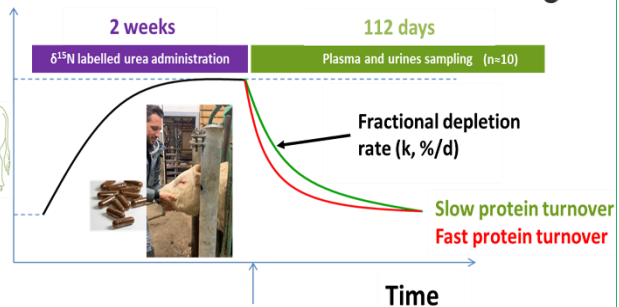 2 weeks
112 days
δ¹⁵N labelled urea administration
Plasma and urines sampling (n≈10)
Fractional depletion
rate (k, %/d)
Slow protein turnover
Fast protein turnover
Time